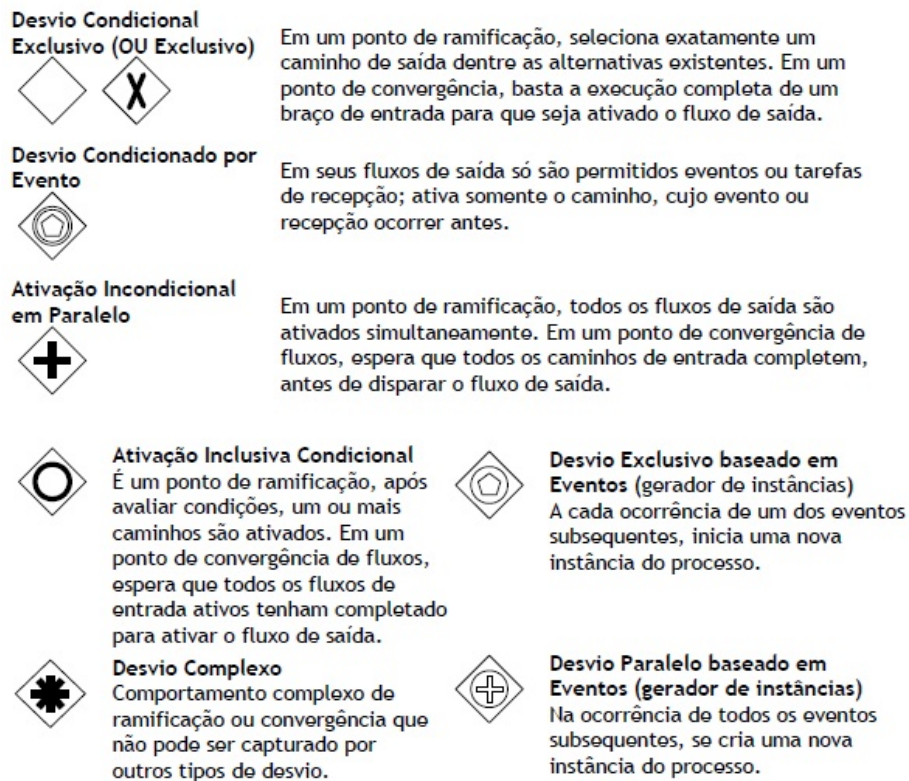 Desvio Condicional
Exclusivo (OU Exclusivo)
Em um ponto de ramificação, seleciona exatamente um
caminho de saída dentre as alternativas existentes. Em um
ponto de convergência, basta a execução completa de um
braço de entrada para que seja ativado o fluxo de saída.
X
Desvio Condicionado por
Evento
Em seus fluxos de saída só são permitidos eventos ou tarefas
de recepção; ativa somente o caminho, cujo evento ou
recepção ocorrer antes.
Ativação Incondicional
em Paralelo
Em um ponto de ramificação, todos os fluxos de saída são
ativados simultaneamente. Em um ponto de convergência de
fluxos, espera que todos os caminhos de entrada completem,
antes de disparar o fluxo de saída.
Ativação Inclusiva Condicional
É um ponto de ramificação, após
avaliar condições, um ou mais
caminhos são ativados. Em um
ponto de convergência de fluxos,
espera que todos os fluxos de
entrada ativos tenham completado
para ativar o fluxo de saída.
Desvio Exclusivo baseado em
Eventos (gerador de instâncias)
A cada ocorrência de um dos eventos
subsequentes, inicia uma nova
instância do processo.
Desvio Complexo
Comportamento complexo de
ramificação ou convergência que
não pode ser capturado por
outros tipos de desvio.
Desvio Paralelo baseado em
Eventos (gerador de instâncias)
Na ocorrência de todos os eventos
subsequentes, se cria uma nova
instância do processo.